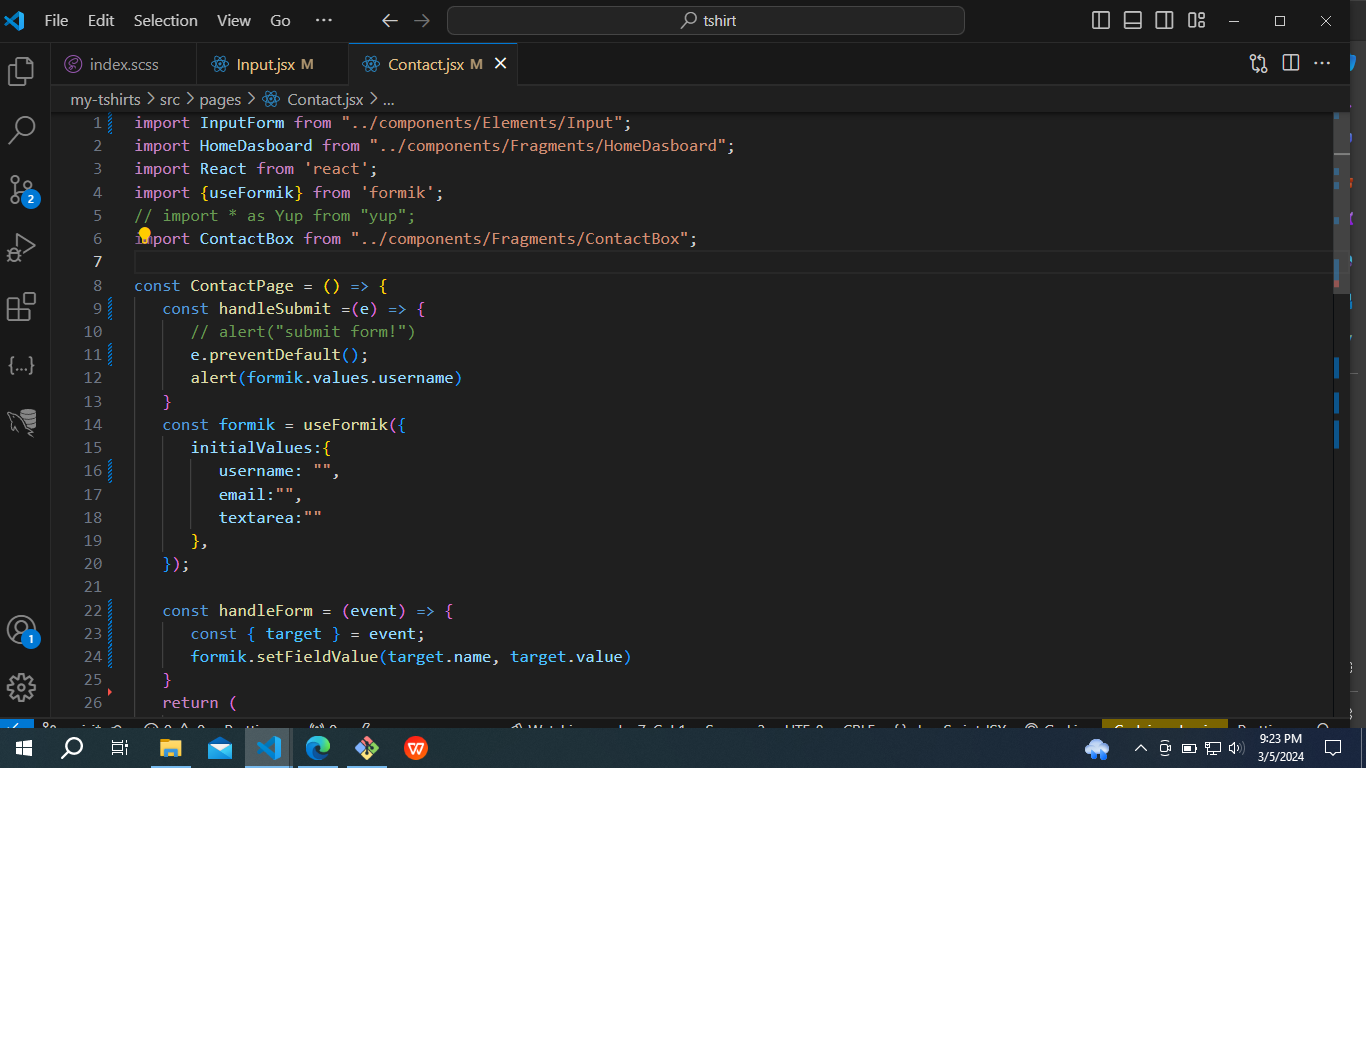 File Edit Selection View Go ··· tshirt
index.scss Input.jsx M Contact.jsx M
my-tshirts > src > pages > Contact.jsx > ...
1 import InputForm from "../components/Elements/Input";
2 import HomeDasboard from "../components/Fragments/HomeDasboard";
3 import React from 'react';
4 import {useFormik} from 'formik';
5 // import * as Yup from "yup";
6 import ContactBox from "../components/Fragments/ContactBox";
7
8 const ContactPage = () => {
9 const handleSubmit =(e) => {
10 // alert("submit form!")
11 e.preventDefault();
12 alert(formik.values.username)
13 }
14 const formik = useFormik({
15 initialValues:{
16 username: "",
17 email:"",
18 textarea:""
19 },
20 });
21
22 const handleForm = (event) => {
23 const { target } = event;
24 formik.setFieldValue(target.name, target.value)
25 }
26 return (
2
1
9:23 PM
3/5/2024